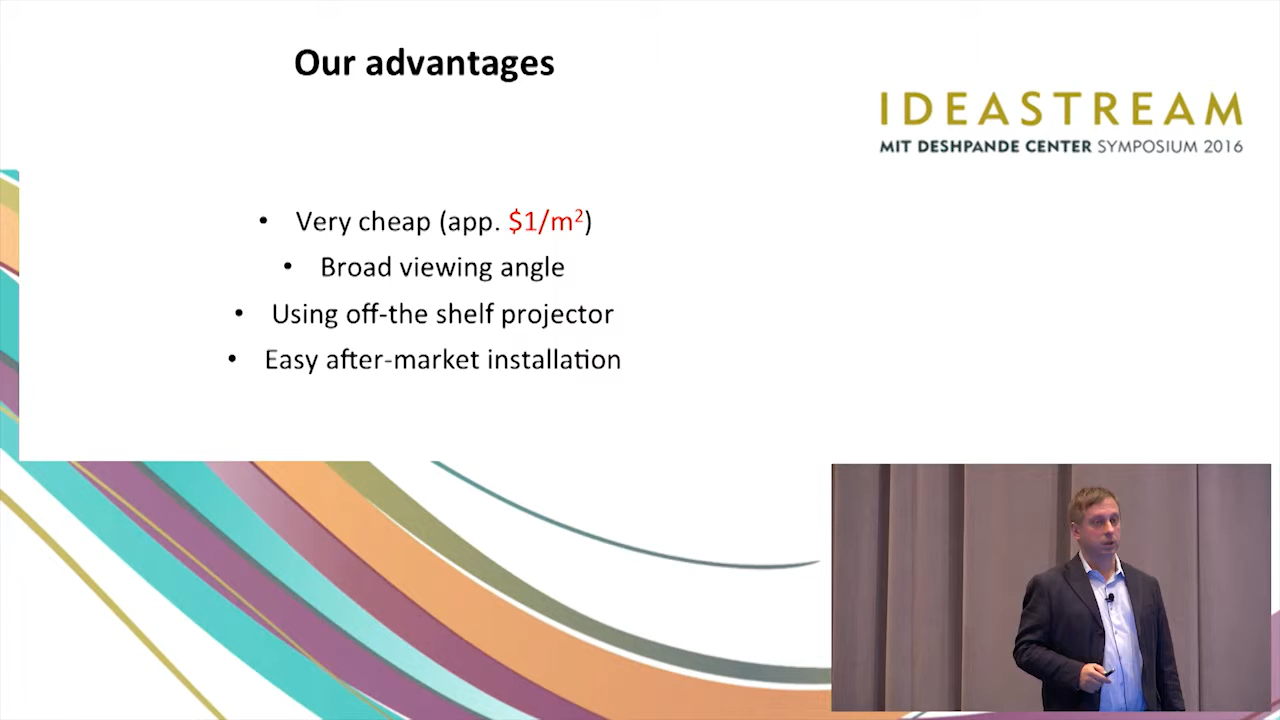 Our advantages
IDEASTREAM
MIT DESHPANDE CENTER SYMPOSIUM 2016
• Very cheap (app. $1/m²)
• Broad viewing angle
• Using off-the shelf projector
• Easy after-market installation